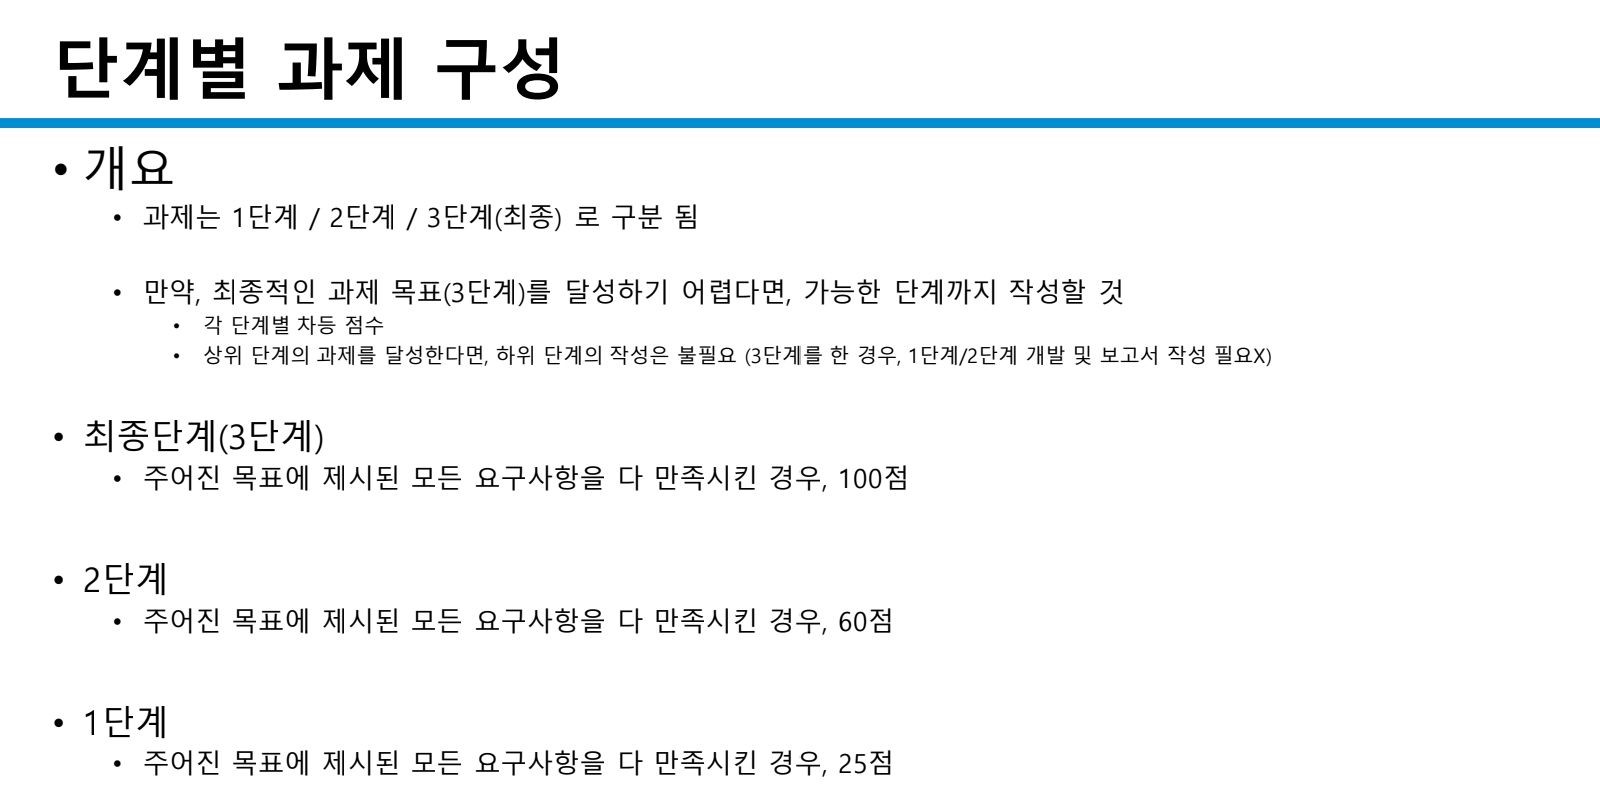 단계별 과제 구성
• 개요
• 과제는 1단계 / 2단계 / 3단계(최종) 로 구분 됨
• 만약, 최종적인 과제 목표(3단계)를 달성하기 어렵다면, 가능한 단계까지 작성할 것
• 각 단계별 차등 점수
• 상위 단계의 과제를 달성한다면, 하위 단계의 작성은 불필요 (3단계를 한 경우, 1단계/2단계 개발 및 보고서 작성 필요X)
• 최종단계(3단계)
• 주어진 목표에 제시된 모든 요구사항을 다 만족시킨 경우, 100점
• 2단계
• 주어진 목표에 제시된 모든 요구사항을 다 만족시킨 경우, 60점
• 1단계
• 주어진 목표에 제시된 모든 요구사항을 다 만족시킨 경우, 25점